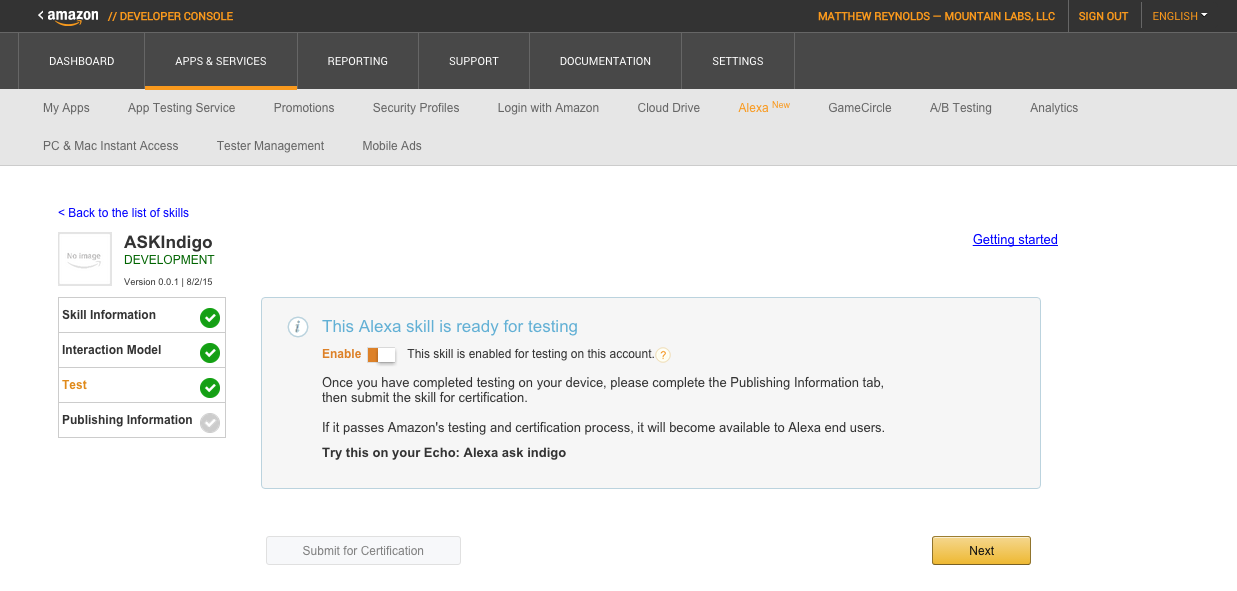 < amazon // DEVELOPER CONSOLE MATTHEW REYNOLDS — MOUNTAIN LABS, LLC SIGN OUT ENGLISH
DASHBOARD APPS & SERVICES REPORTING SUPPORT DOCUMENTATION SETTINGS
My Apps App Testing Service Promotions Security Profiles Login with Amazon Cloud Drive Alexa New GameCircle A/B Testing Analytics
PC & Mac Instant Access Tester Management Mobile Ads
< Back to the list of skills
No image
ASKIndigo
DEVELOPMENT
Version 0.0.1 | 8/2/15
Getting started
Skill Information
Interaction Model
Test
Publishing Information
i This Alexa skill is ready for testing
Enable This skill is enabled for testing on this account. ?
Once you have completed testing on your device, please complete the Publishing Information tab,
then submit the skill for certification.
If it passes Amazon's testing and certification process, it will become available to Alexa end users.
Try this on your Echo: Alexa ask indigo
Submit for Certification Next